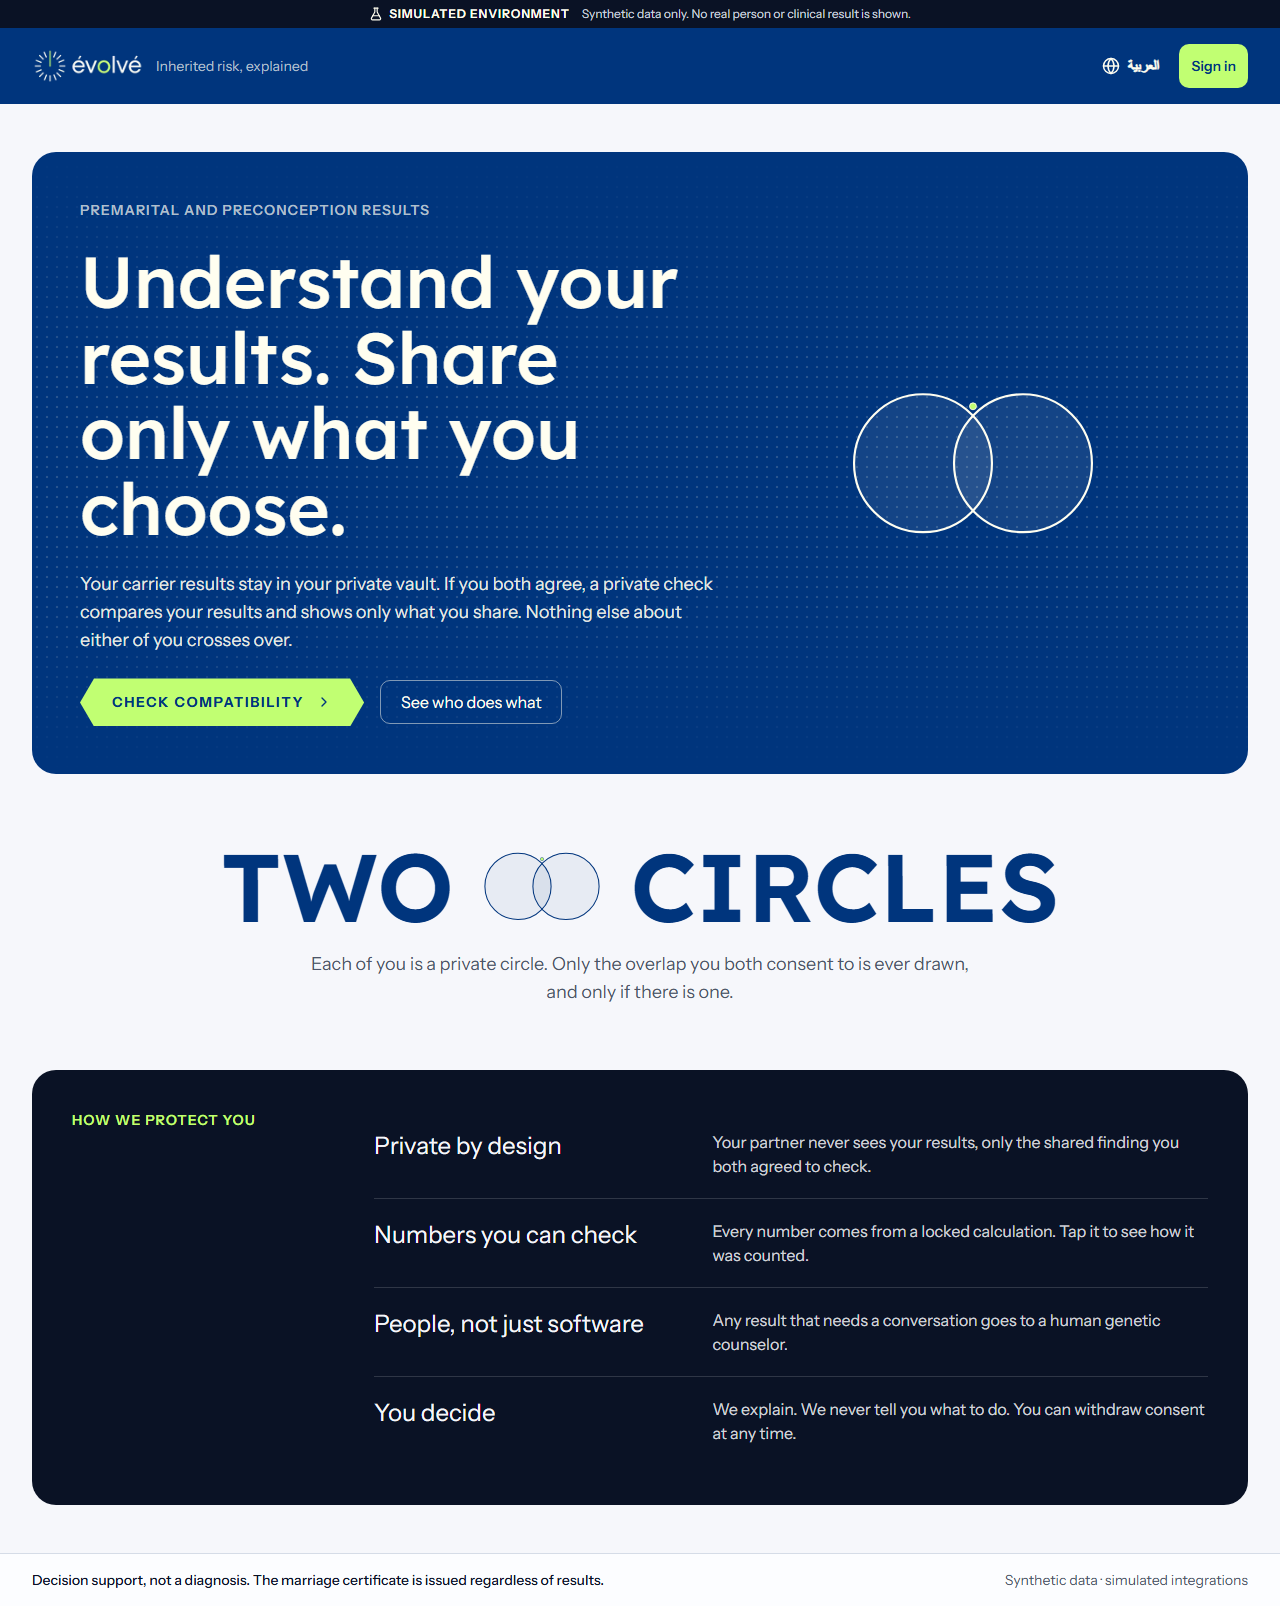 SIMULATED ENVIRONMENT Synthetic data only. No real person or clinical result is shown.
évolvé Inherited risk, explained
العربية
Sign in
PREMARITAL AND PRECONCEPTION RESULTS
Understand your
results. Share
only what you
choose.
Your carrier results stay in your private vault. If you both agree, a private check
compares your results and shows only what you share. Nothing else about
either of you crosses over.
CHECK COMPATIBILITY
See who does what
TWO CIRCLES
Each of you is a private circle. Only the overlap you both consent to is ever drawn,
and only if there is one.
HOW WE PROTECT YOU
Private by design
Your partner never sees your results, only the shared finding you
both agreed to check.
Numbers you can check
Every number comes from a locked calculation. Tap it to see how it
was counted.
People, not just software
Any result that needs a conversation goes to a human genetic
counselor.
You decide
We explain. We never tell you what to do. You can withdraw consent
at any time.
Decision support, not a diagnosis. The marriage certificate is issued regardless of results.
Synthetic data · simulated integrations